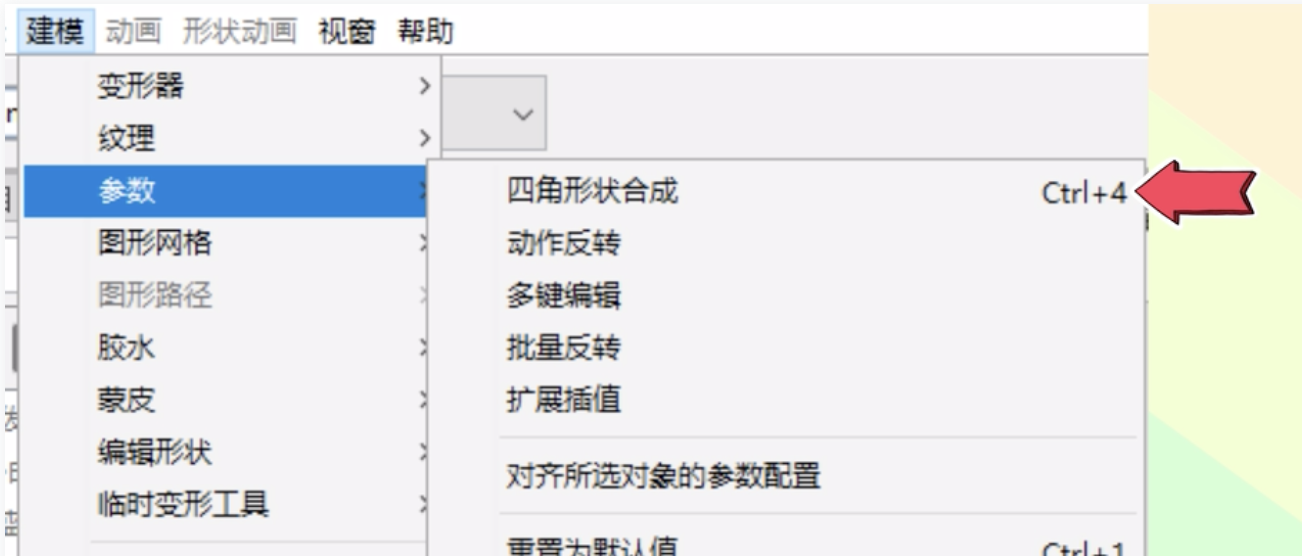 建模 动画 形状动画 视窗 帮助
变形器
纹理
参数
四角形状合成 Ctrl+4
图形网格
动作反转
图形路径
多键编辑
胶水
批量反转
蒙皮
扩展插值
编辑形状
对齐所选对象的参数配置
临时变形工具
重置为默认值 Ctrl+1